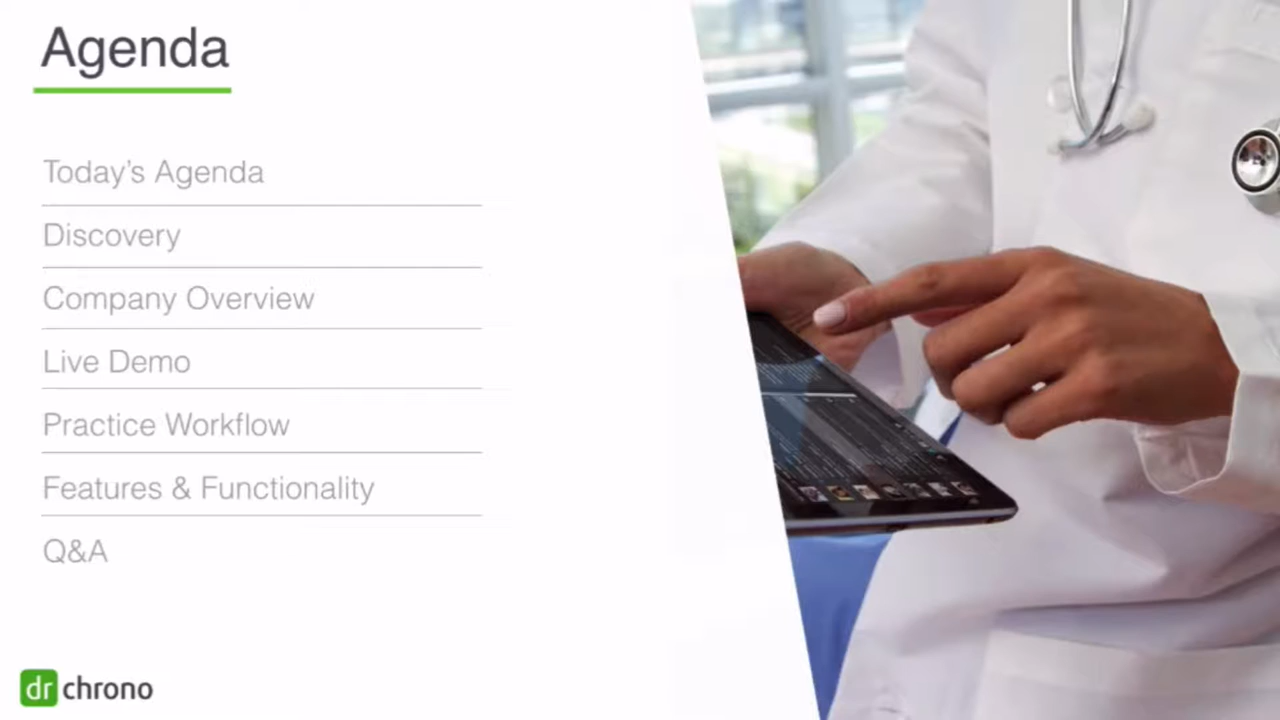 Agenda
Today's Agenda
Discovery
Company Overview
Live Demo
Practice Workflow
Features & Functionality
Q&A
dr chrono